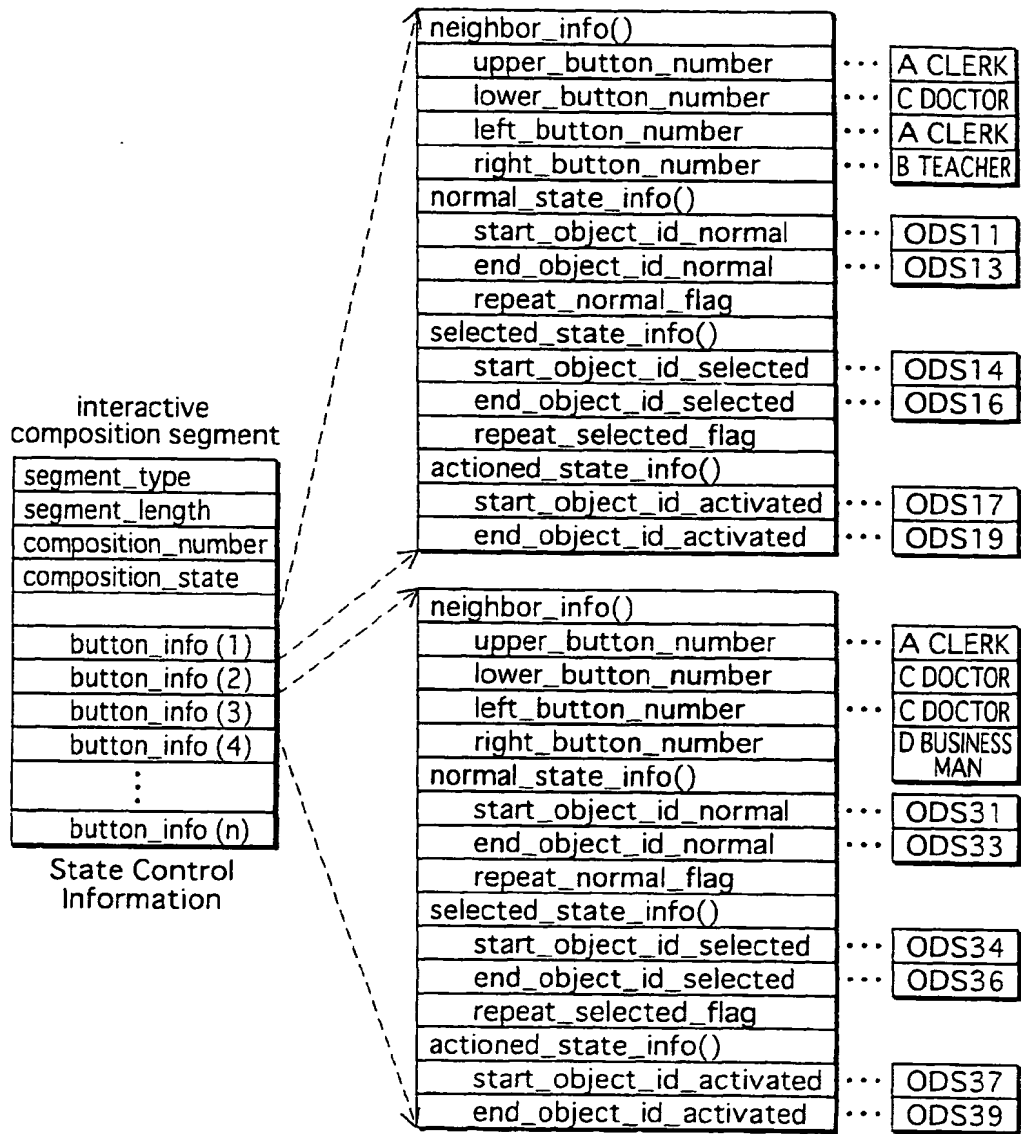 interactive
composition segment
segment_type
segment_length
composition_number
composition_state
button_info (1)
button_info (2)
button_info (3)
button_info (4)
button_info (n)
State Control
Information
neighbor_info()
upper_button_number ··· A CLERK
lower_button_number ··· C DOCTOR
left_button_number ··· A CLERK
right_button_number ··· B TEACHER
normal_state_info()
start_object_id_normal ··· ODS11
end_object_id_normal ··· ODS13
repeat_normal_flag
selected_state_info()
start_object_id_selected ··· ODS14
end_object_id_selected ··· ODS16
repeat_selected_flag
actioned_state_info()
start_object_id_activated ··· ODS17
end_object_id_activated ··· ODS19
neighbor_info()
upper_button_number ··· A CLERK
lower_button_number C DOCTOR
left_button_number ··· C DOCTOR
right_button_number D BUSINESS
MAN
normal_state_info()
start_object_id_normal ··· ODS31
end_object_id_normal ··· ODS33
repeat_normal_flag
selected_state_info()
start_object_id_selected ··· ODS34
end_object_id_selected ··· ODS36
repeat_selected_flag
actioned_state_info()
start_object_id_activated ··· ODS37
end_object_id_activated ··· ODS39